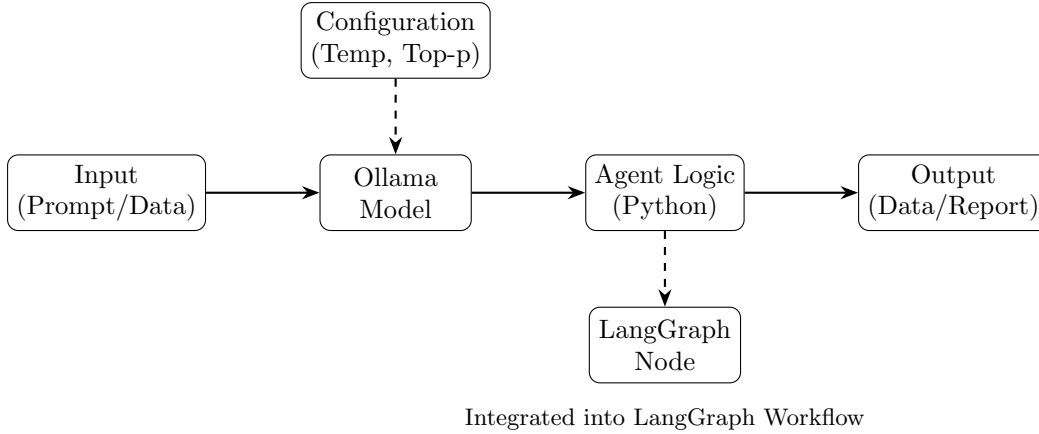 Configuration
(Temp, Top-p)
Input
(Prompt/Data)
Ollama
Model
Agent Logic
(Python)
Output
(Data/Report)
LangGraph
Node
Integrated into LangGraph Workflow